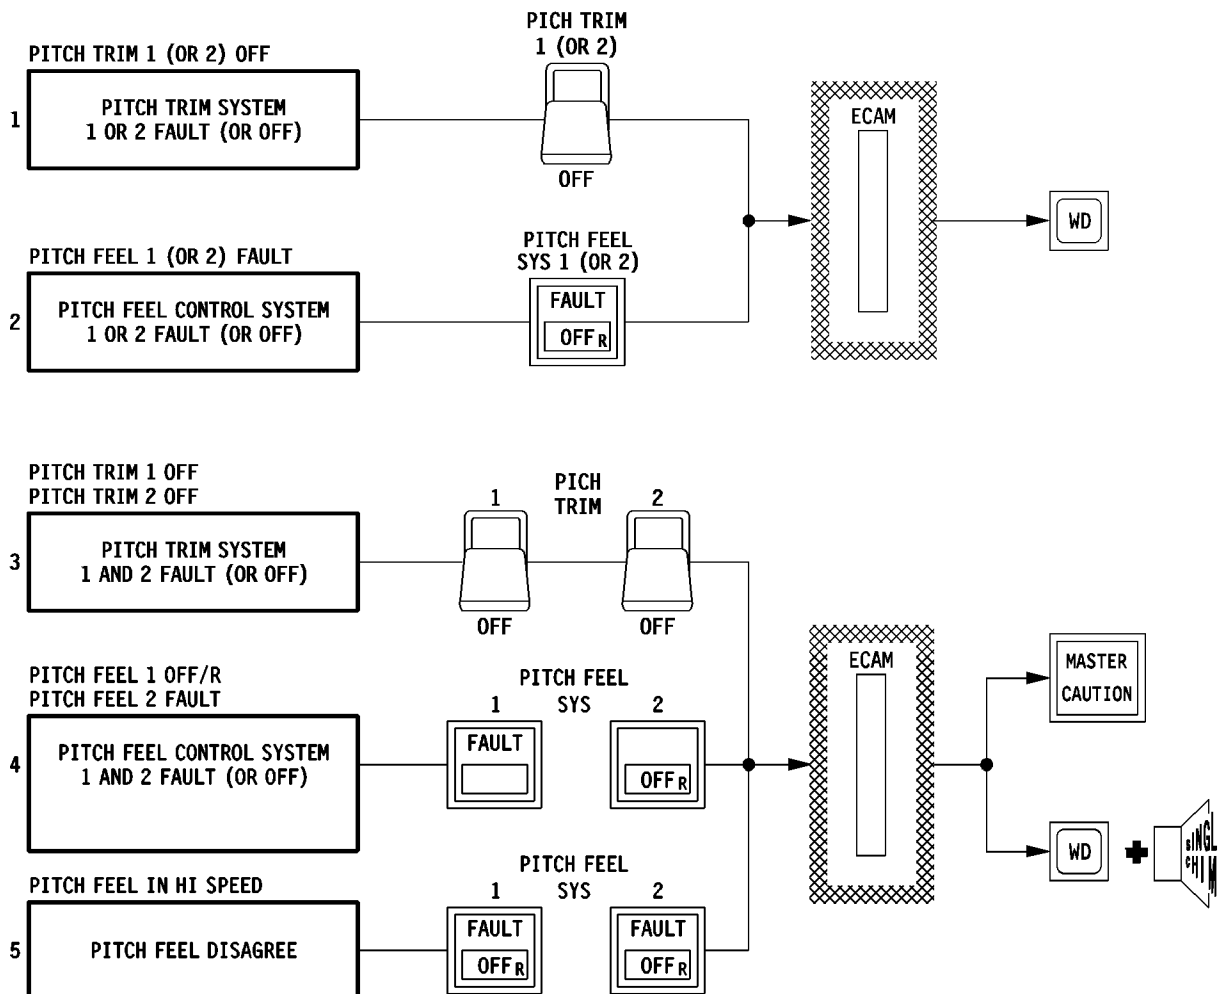 PICH TRIM
1 (OR 2)
PITCH TRIM 1 (OR 2) OFF
1
PITCH TRIM SYSTEM
1 OR 2 FAULT (OR OFF)
OFF
ECAM
WD
PITCH FEEL 1 (OR 2) FAULT
PITCH FEEL
SYS 1 (OR 2)
2
PITCH FEEL CONTROL SYSTEM
1 OR 2 FAULT (OR OFF)
FAULT
OFF R
PITCH TRIM 1 OFF
PITCH TRIM 2 OFF
3
PITCH TRIM SYSTEM
1 AND 2 FAULT (OR OFF)
1
PICH
TRIM
2
OFF
OFF
PITCH FEEL 1 OFF/R
PITCH FEEL 2 FAULT
4
PITCH FEEL CONTROL SYSTEM
1 AND 2 FAULT (OR OFF)
PITCH FEEL
1 SYS 2
FAULT
OFF R
ECAM
MASTER
CAUTION
WD
SINGL
CHIM
PITCH FEEL IN HI SPEED
5
PITCH FEEL DISAGREE
PITCH FEEL
1 SYS 2
FAULT
OFF R
FAULT
OFF R